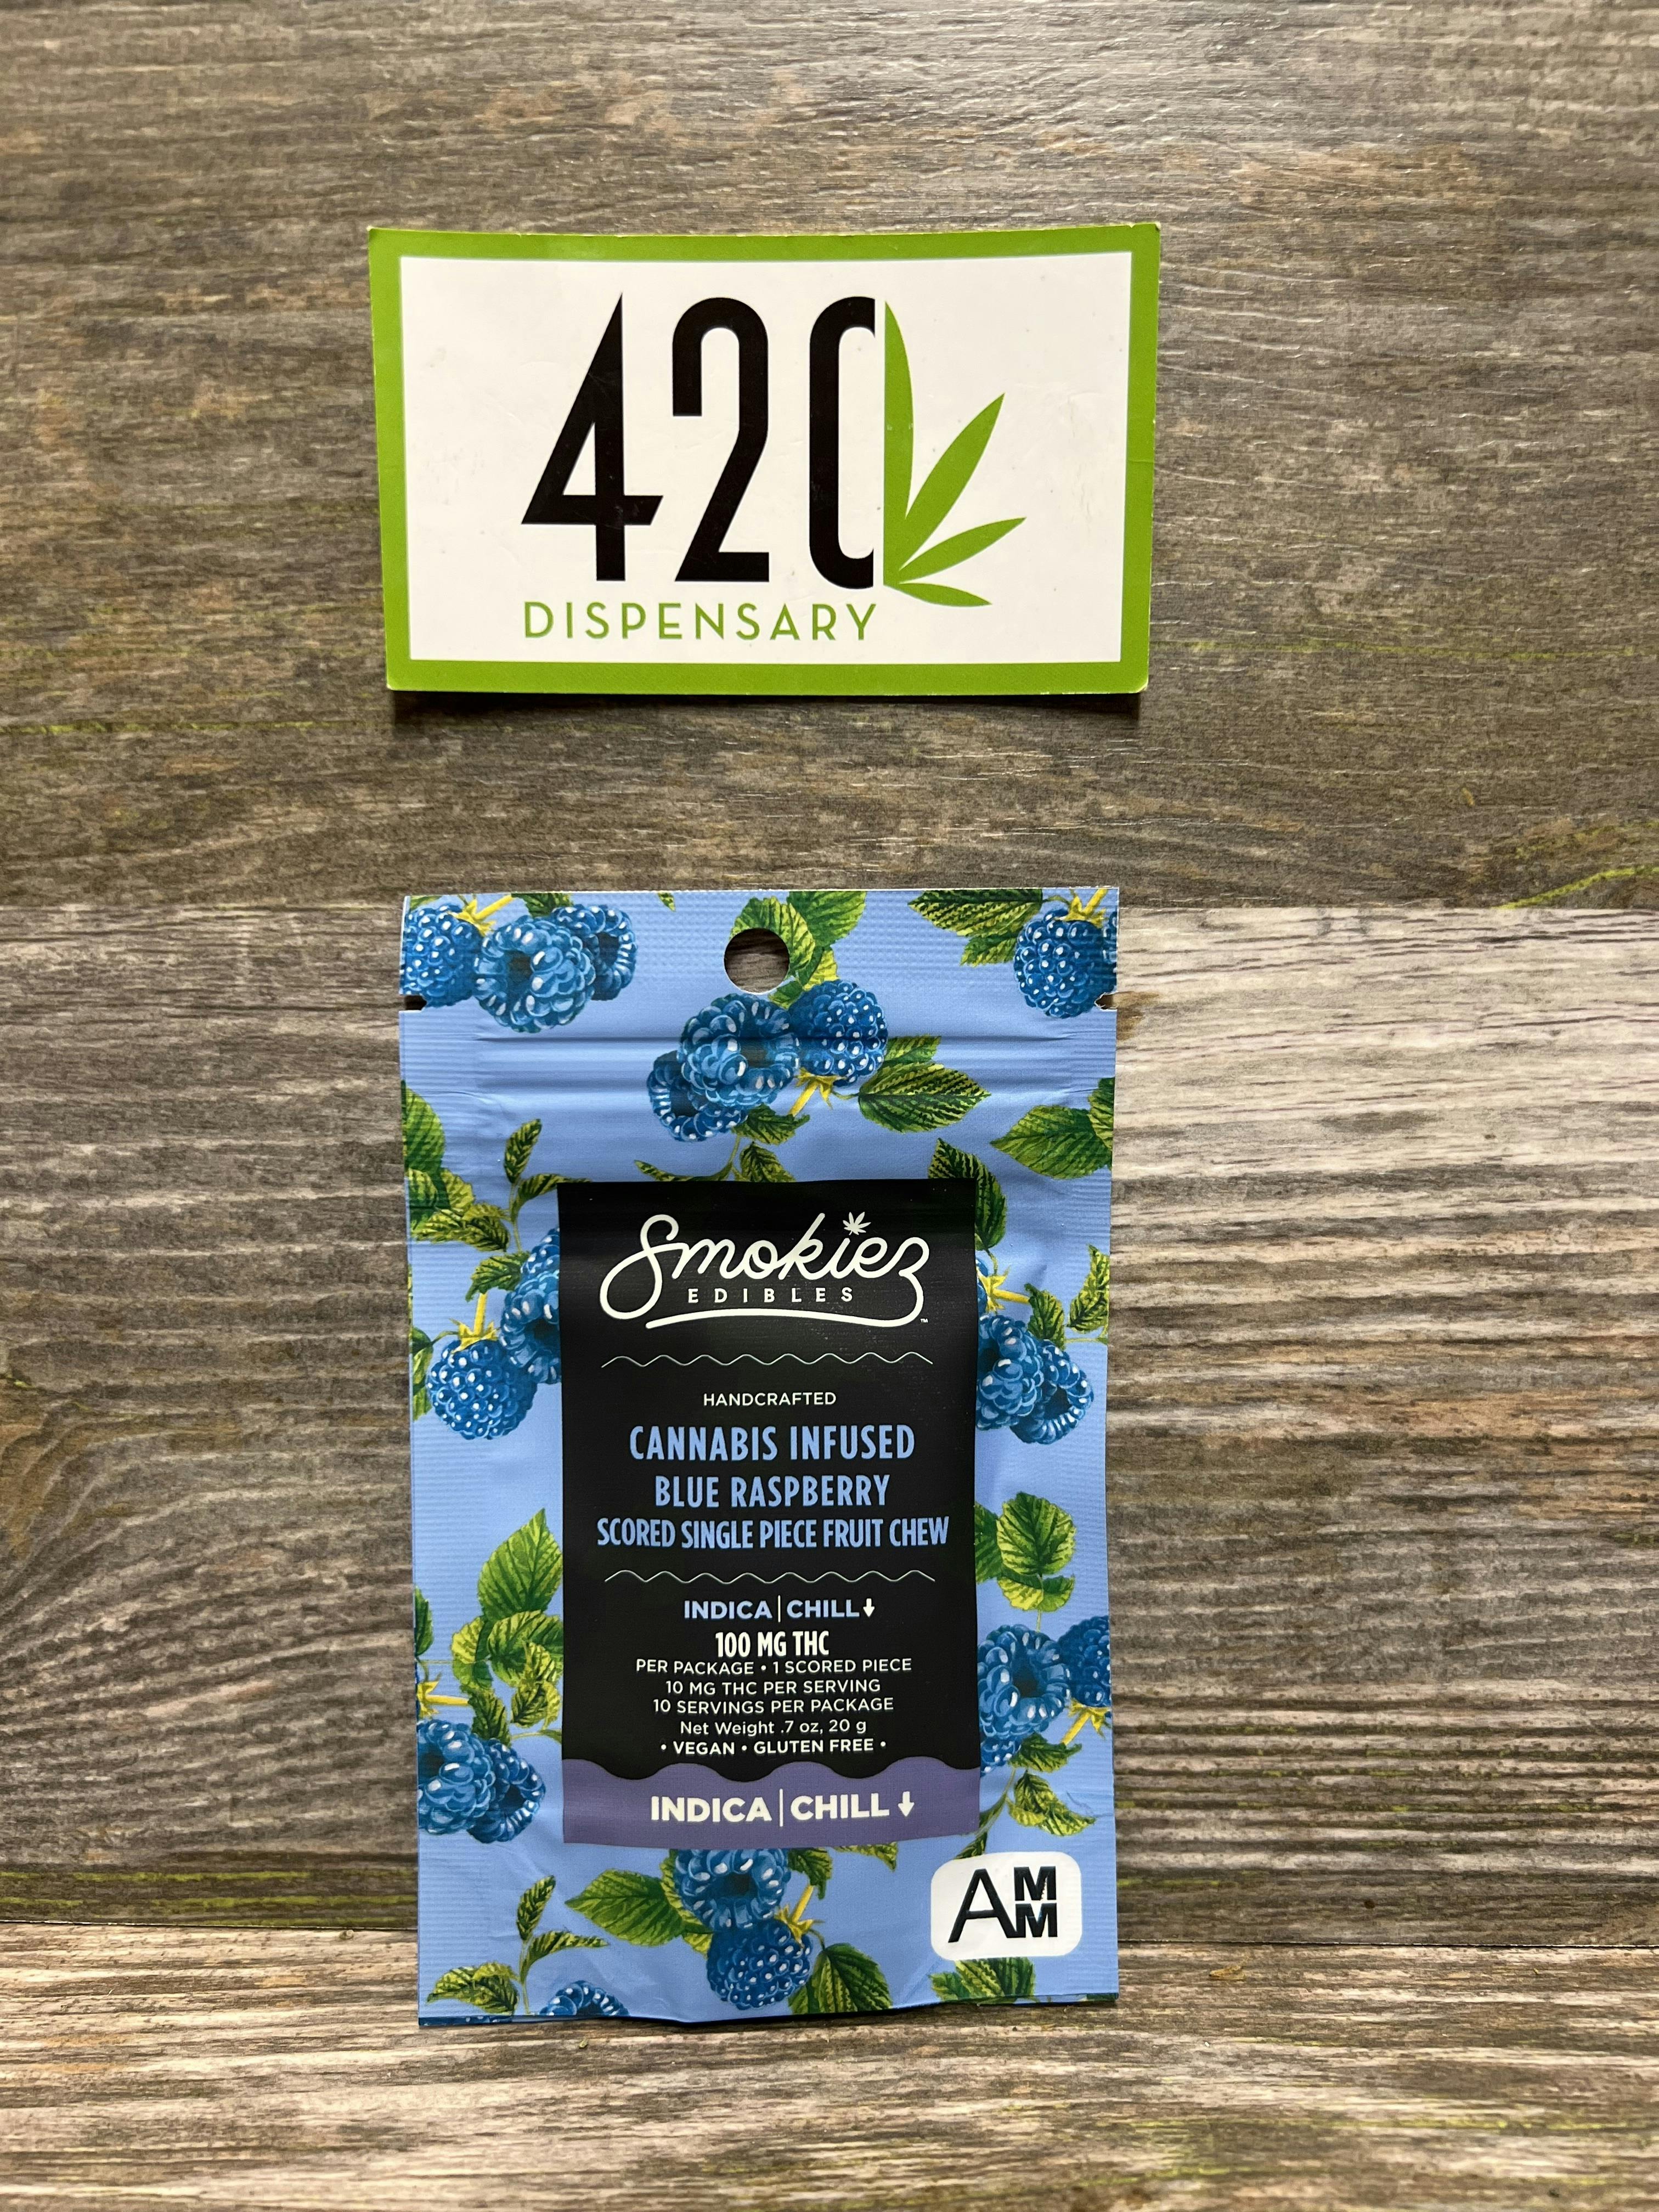 420
DISPENSARY
Smokiez
EDIBLES
™
HANDCRAFTED
CANNABIS INFUSED
BLUE RASPBERRY
SCORED SINGLE PIECE FRUIT CHEW
INDICA | CHILL ↓
100 MG THC
PER PACKAGE • 1 SCORED PIECE
10 MG THC PER SERVING
10 SERVINGS PER PACKAGE
Net Weight .7 oz, 20 g
• VEGAN • GLUTEN FREE •
INDICA | CHILL ↓
AMM